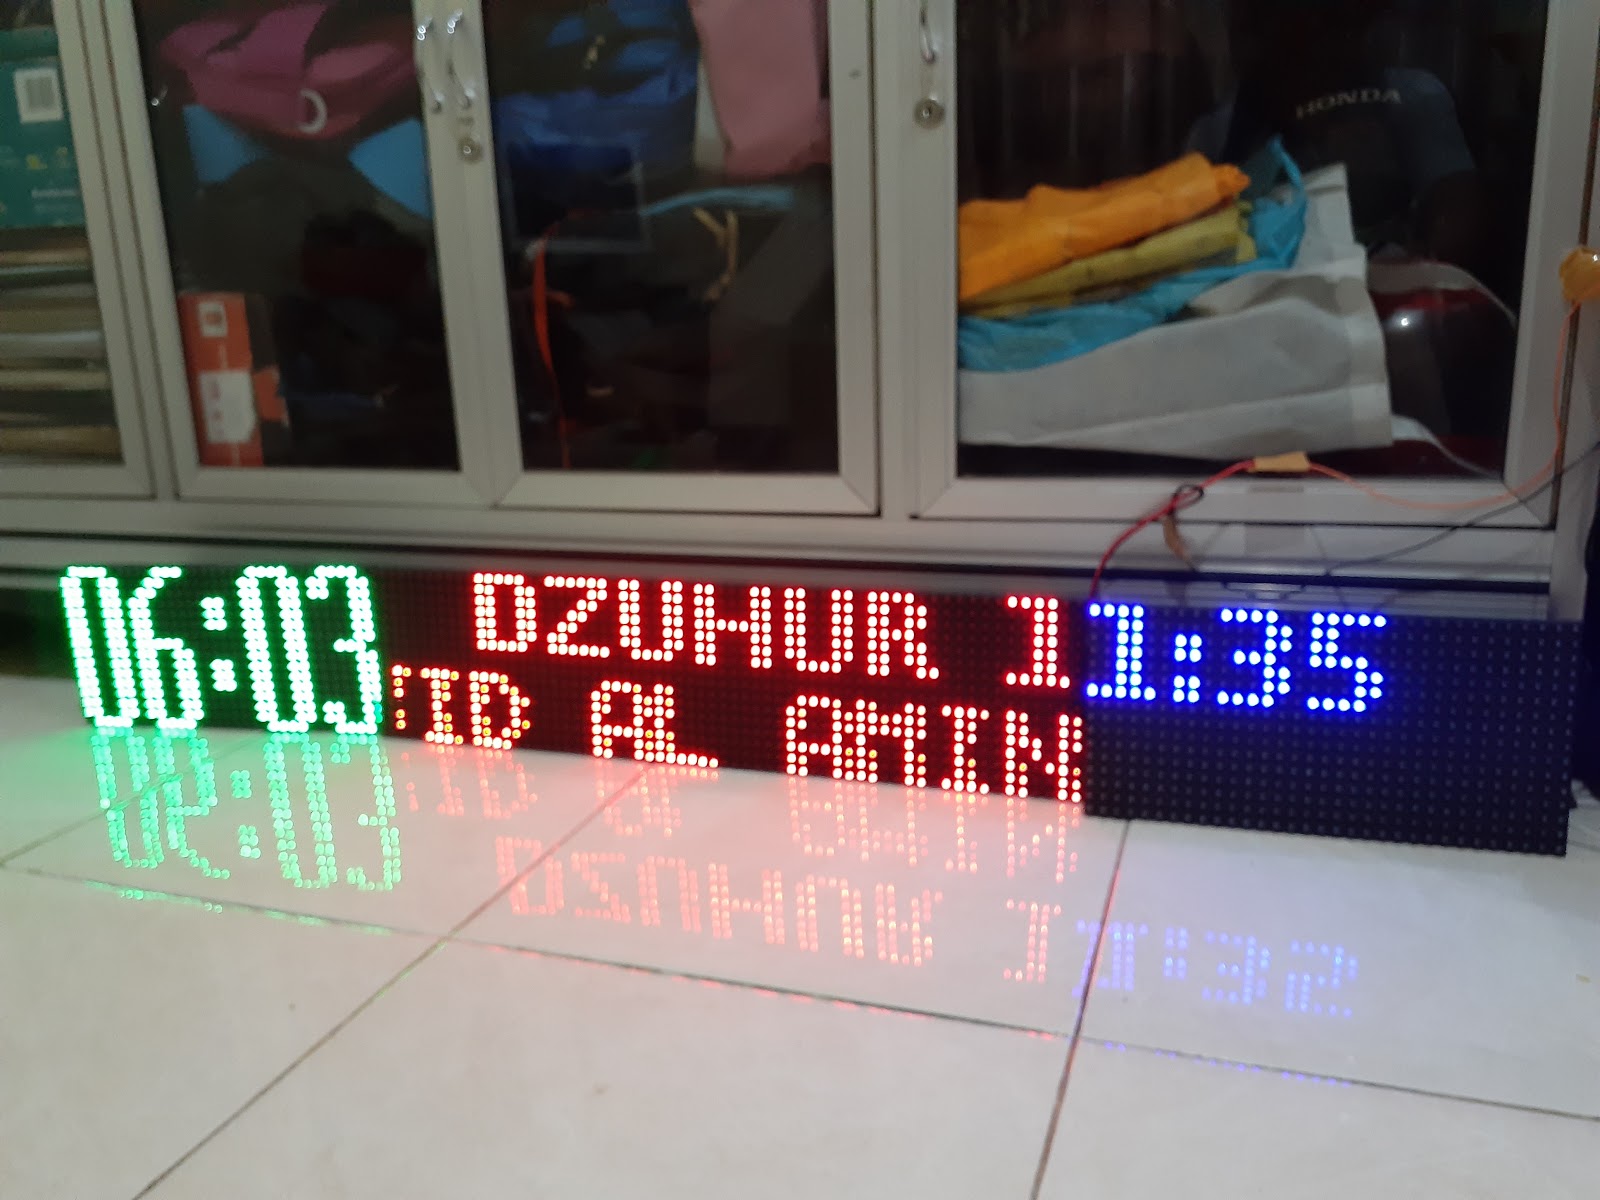 06:03
DZUHUR 11:35
ID AL AMIN
HONDA